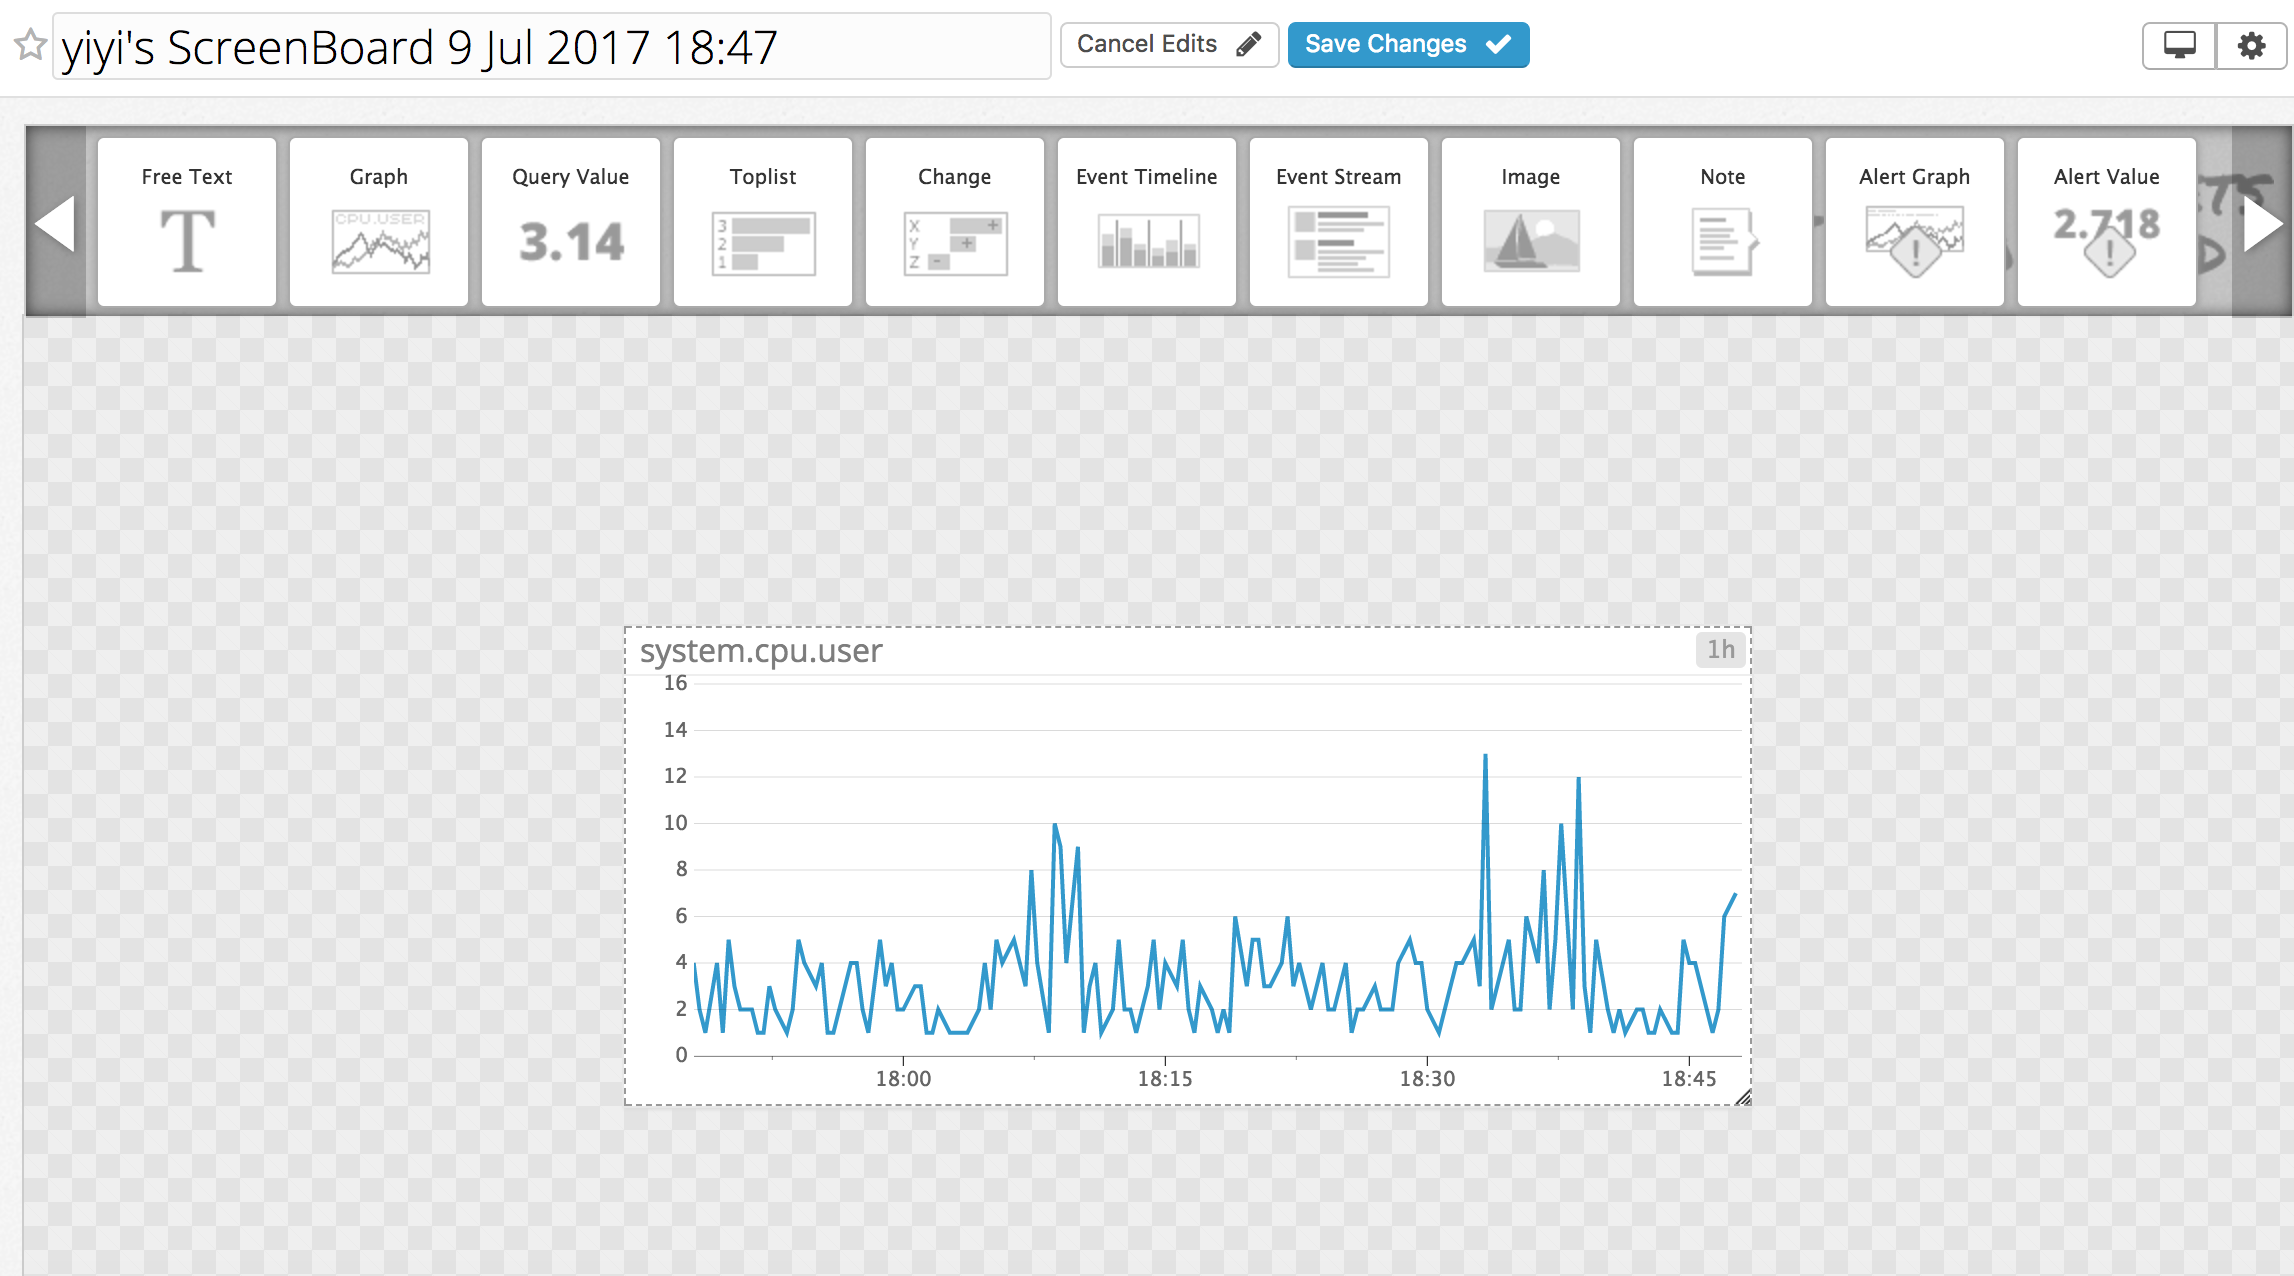 yiyi's ScreenBoard 9 Jul 2017 18:47
Cancel Edits
Save Changes
Free Text
Graph
Query Value
Toplist
Change
Event Timeline
Event Stream
Image
Note
Alert Graph
Alert Value
T
CPU.USER
3.14
3
2
1
X
Y
Z
2.718
system.cpu.user
1h
16
14
12
10
8
6
4
2
0
18:00
18:15
18:30
18:45